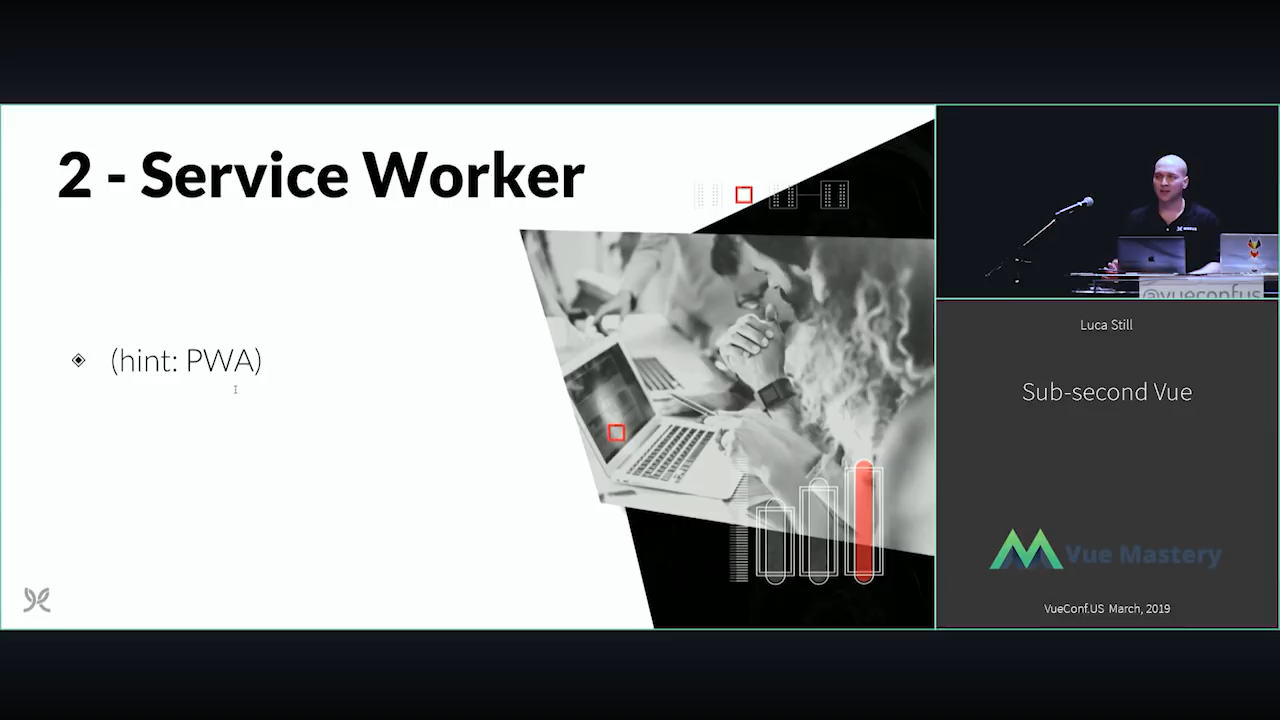 2 - Service Worker
(hint: PWA)
@vueconfus
Luca Still
Sub-second Vue
Vue Mastery
VueConf.US March, 2019